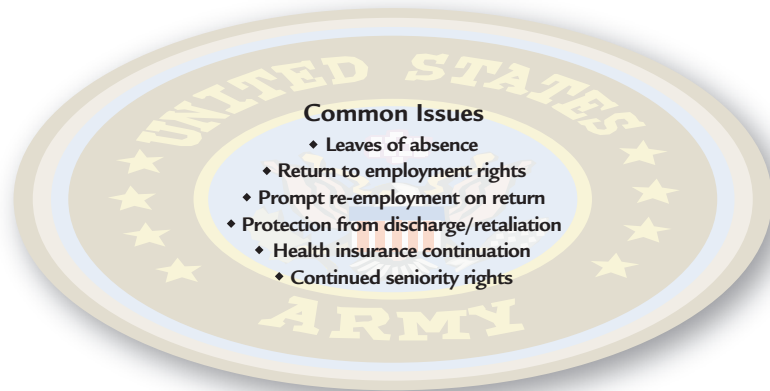 UNITED STATES
Common Issues
◆ Leaves of absence
◆ Return to employment rights
◆ Prompt re-employment on return
◆ Protection from discharge/retaliation
◆ Health insurance continuation
◆ Continued seniority rights
ARMY